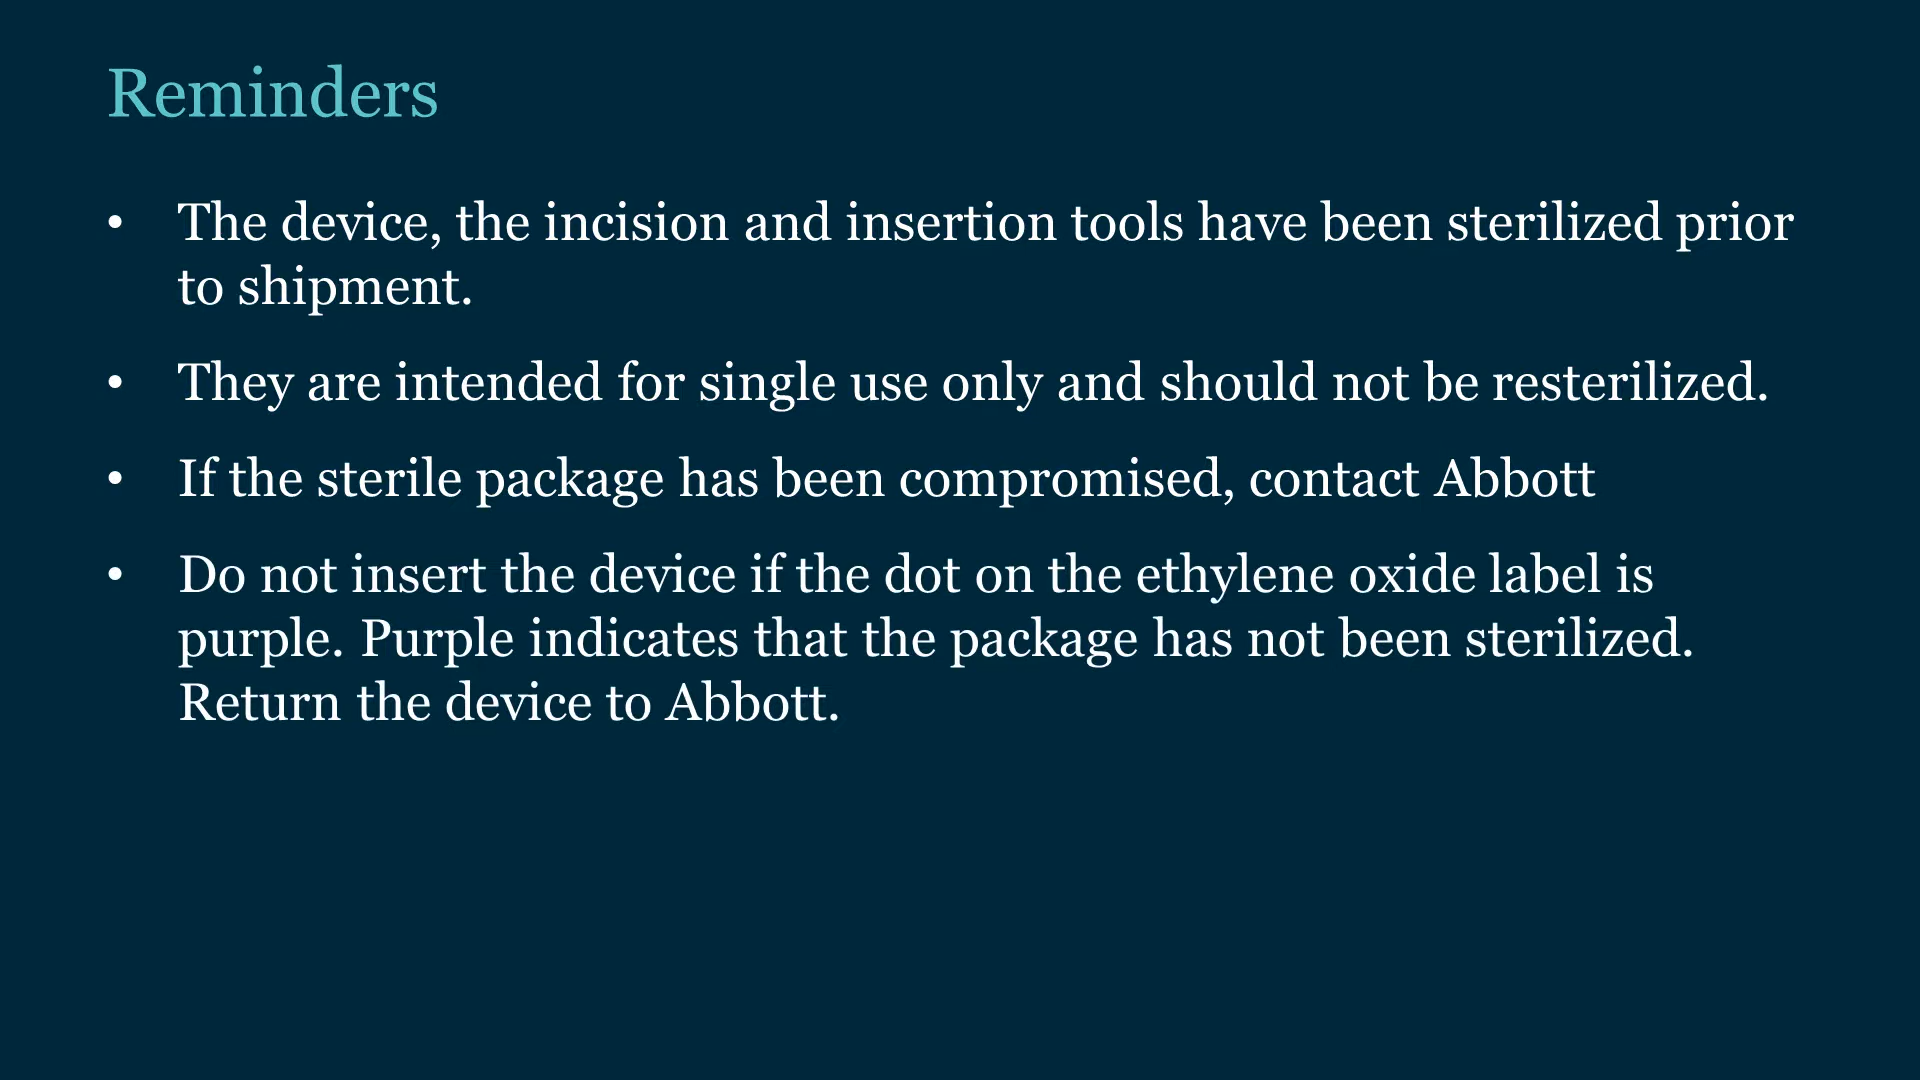 Reminders
• The device, the incision and insertion tools have been sterilized prior
to shipment.
• They are intended for single use only and should not be resterilized.
• If the sterile package has been compromised, contact Abbott
• Do not insert the device if the dot on the ethylene oxide label is
purple. Purple indicates that the package has not been sterilized.
Return the device to Abbott.